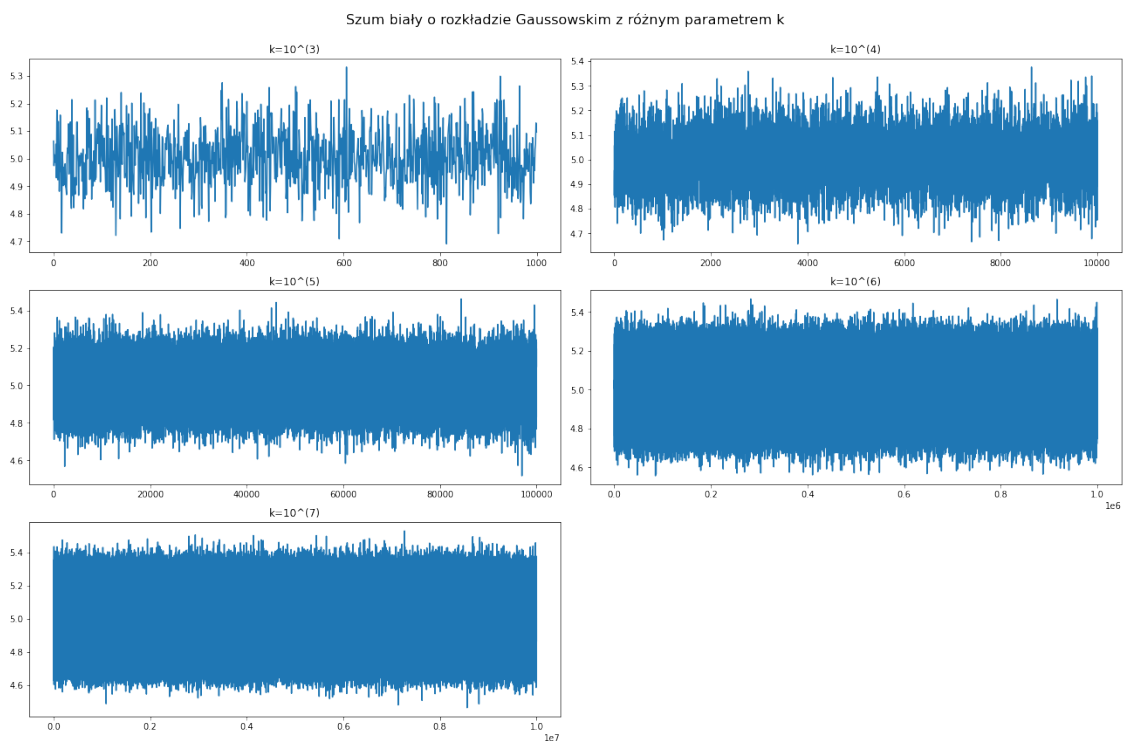 Szum biały o rozkładzie Gaussowskim z różnym parametrem k
k=10^(3)
5.3
5.2
5.1
5.0
4.9
4.8
4.7
0 200 400 600 800 1000
k=10^(4)
5.4
5.3
5.2
5.1
5.0
4.9
4.8
4.7
0 2000 4000 6000 8000 10000
k=10^(5)
5.4
5.2
5.0
4.8
4.6
0 20000 40000 60000 80000 100000
k=10^(6)
5.4
5.2
5.0
4.8
4.6
0.0 0.2 0.4 0.6 0.8 1.0
1e6
k=10^(7)
5.4
5.2
5.0
4.8
4.6
0.0 0.2 0.4 0.6 0.8 1.0
1e7